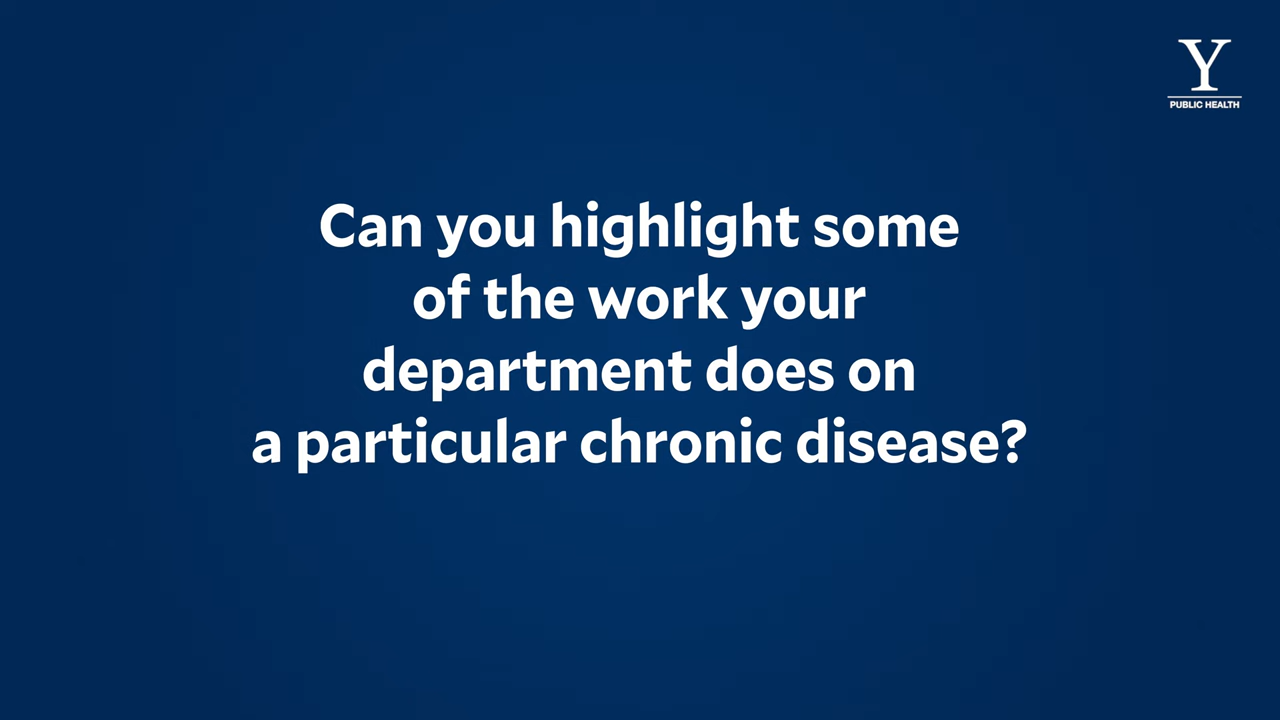 Y
PUBLIC HEALTH
Can you highlight some
of the work your
department does on
a particular chronic disease?